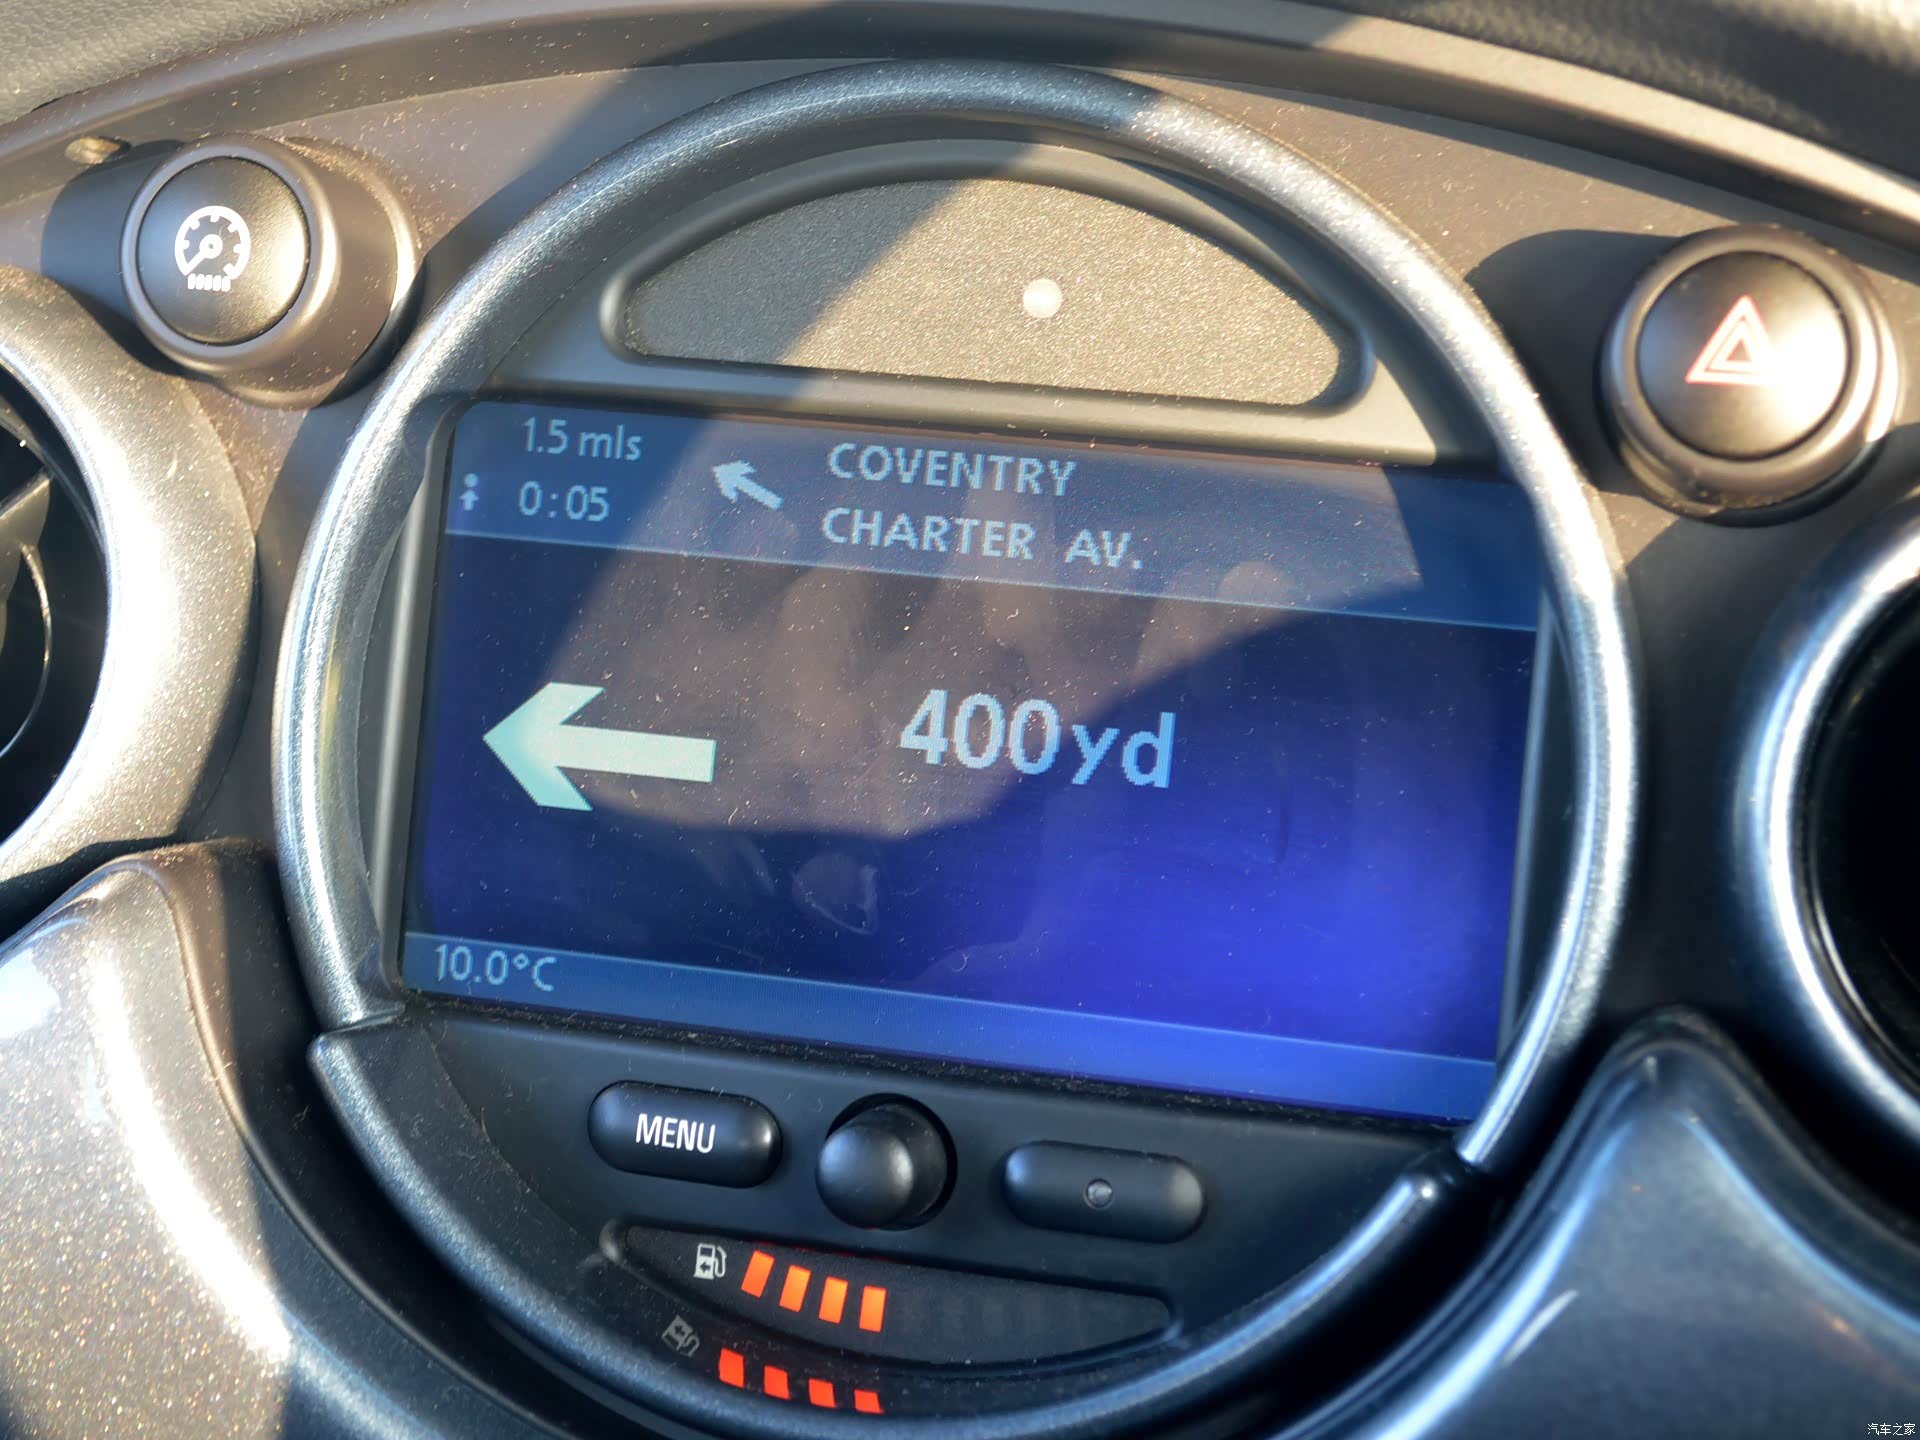 1.5 mls
0:05
COVENTRY
CHARTER AV.
400yd
10.0°C
MENU
汽车之家